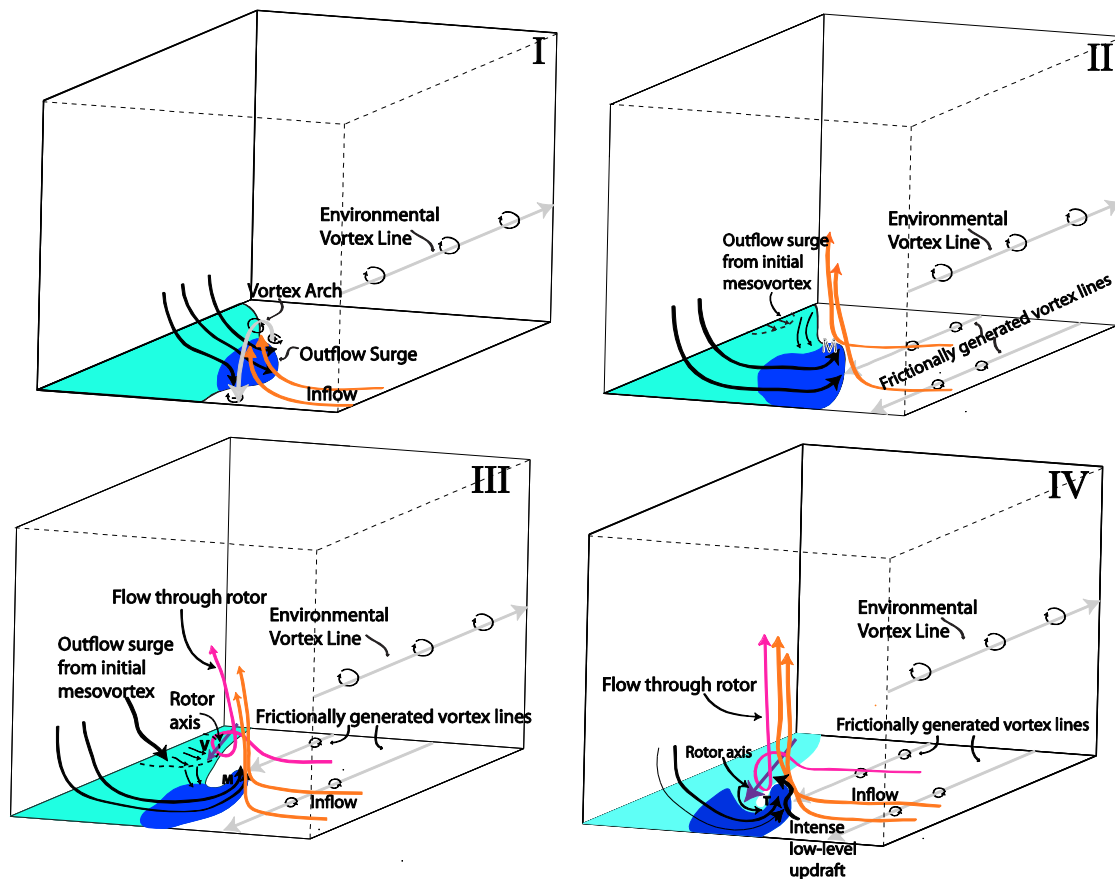 I
Environmental
Vortex Line
Vortex Arch
Outflow Surge
Inflow
II
Environmental
Vortex Line
Outflow surge
from initial
mesovortex
M
Frictionally generated vortex lines
III
Flow through rotor
Environmental
Vortex Line
Outflow surge
from initial
mesovortex
Rotor
axis
Frictionally generated vortex lines
V
M
Inflow
IV
Environmental
Vortex Line
Flow through rotor
Frictionally generated vortex lines
Rotor axis
Inflow
T
Intense
low-level
updraft